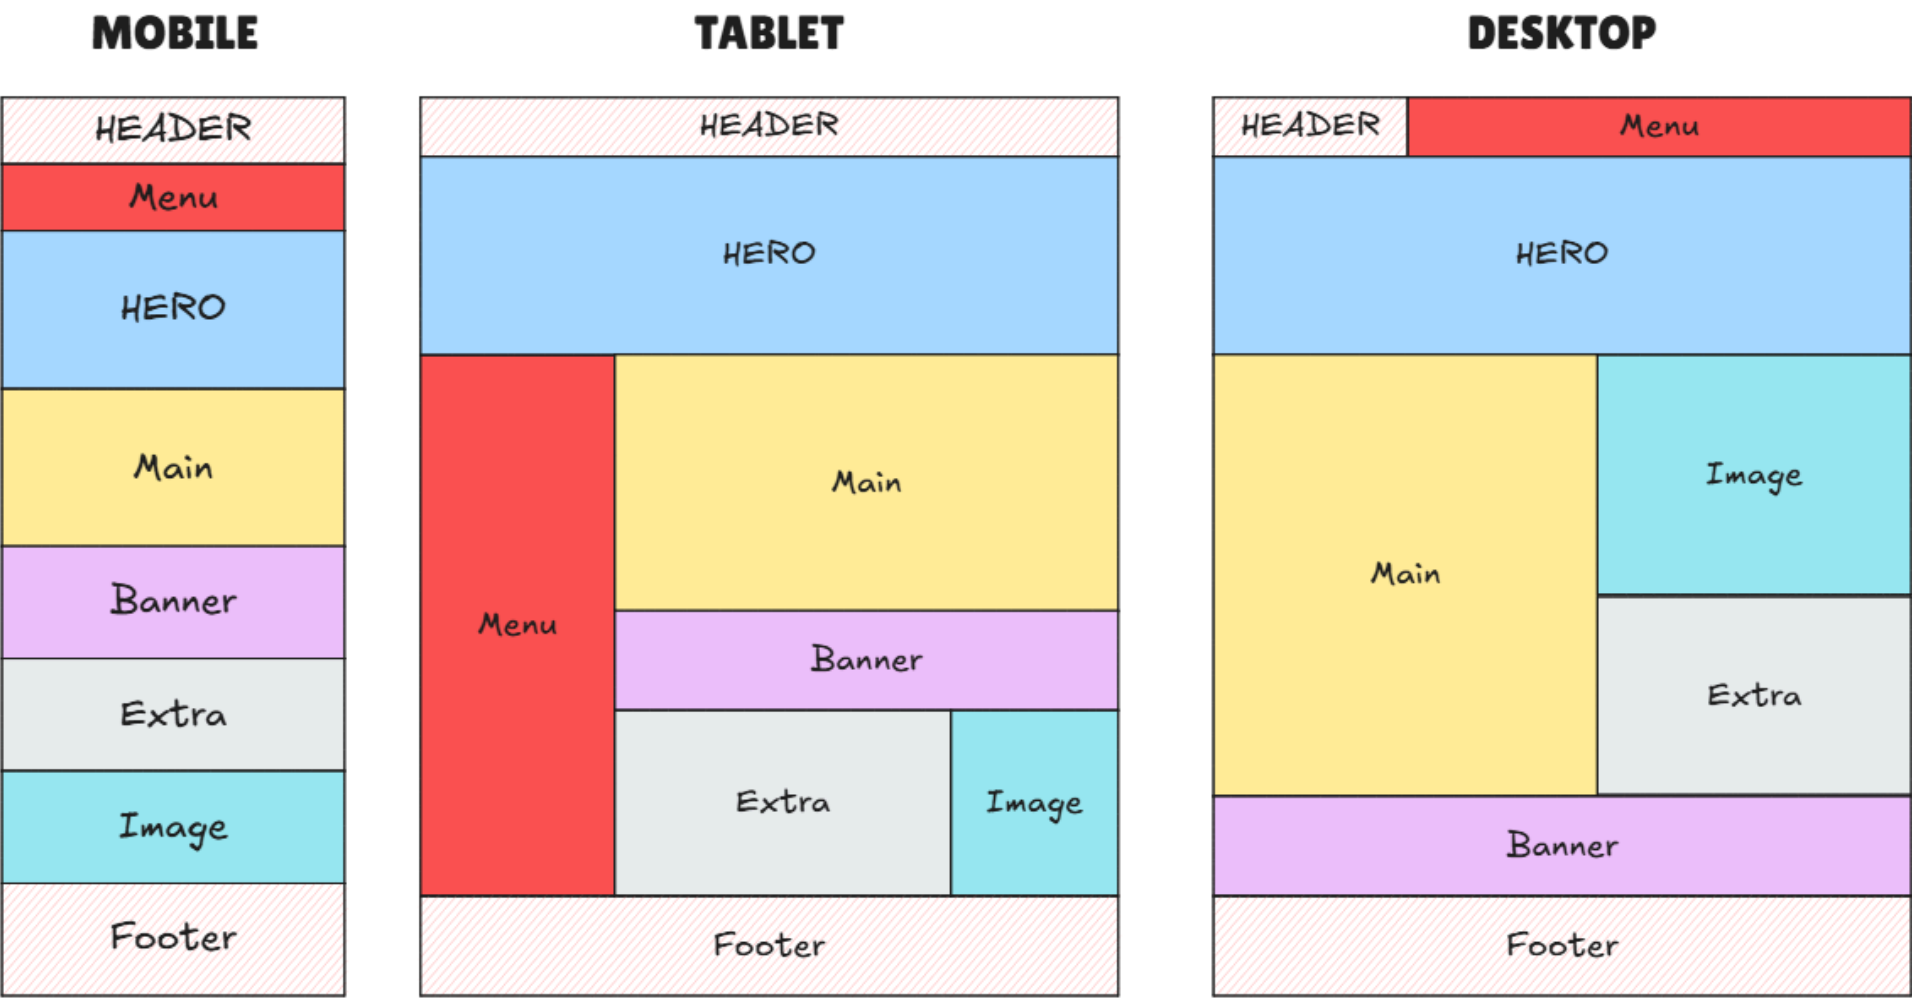 MOBILE
HEADER
Menu
HERO
Main
Banner
Extra
Image
Footer
TABLET
HEADER
HERO
Menu
Main
Banner
Extra
Image
Footer
DESKTOP
HEADER
Menu
HERO
Main
Image
Extra
Banner
Footer